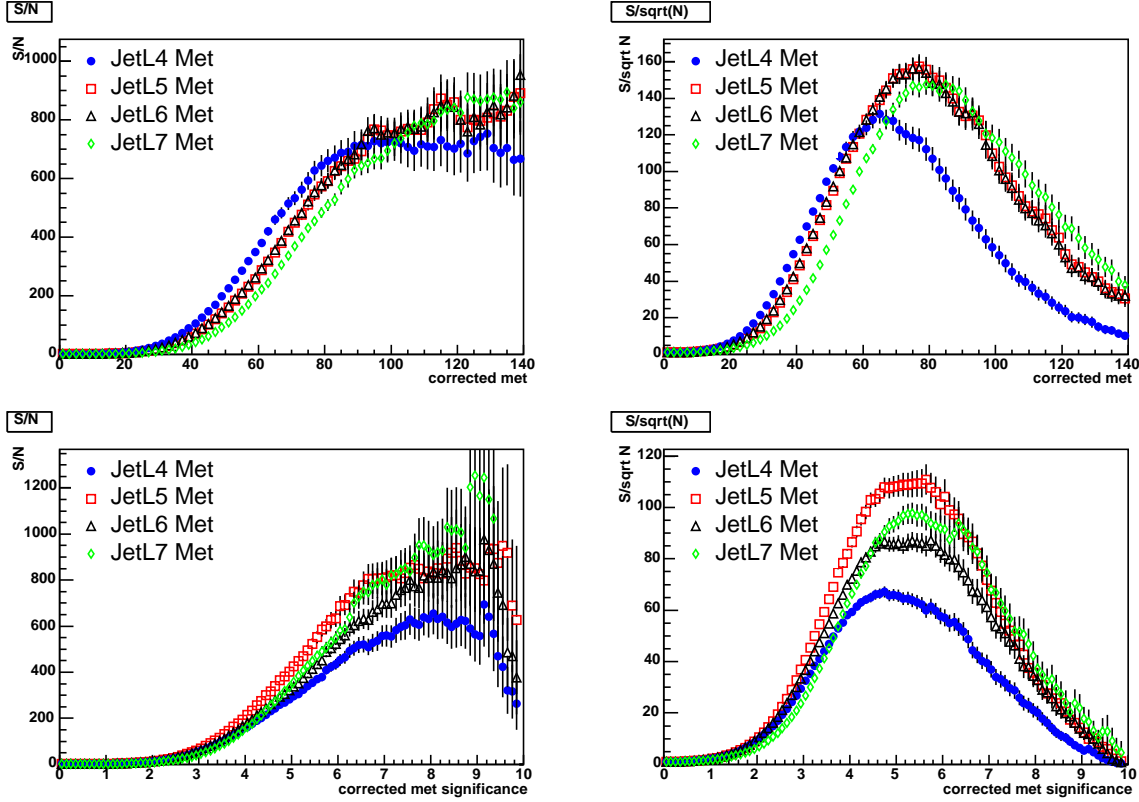 S/N
S/N
1000
800
600
400
200
0
JetL4 Met
JetL5 Met
JetL6 Met
JetL7 Met
0 20 40 60 80 100 120 140
corrected met
S/sqrt(N)
S/sqrt N
160
140
120
100
80
60
40
20
0
JetL4 Met
JetL5 Met
JetL6 Met
JetL7 Met
0 20 40 60 80 100 120 140
corrected met
S/N
S/N
1200
1000
800
600
400
200
0
JetL4 Met
JetL5 Met
JetL6 Met
JetL7 Met
0 1 2 3 4 5 6 7 8 9 10
corrected met significance
S/sqrt(N)
S/sqrt N
120
100
80
60
40
20
0
JetL4 Met
JetL5 Met
JetL6 Met
JetL7 Met
0 1 2 3 4 5 6 7 8 9 10
corrected met significance